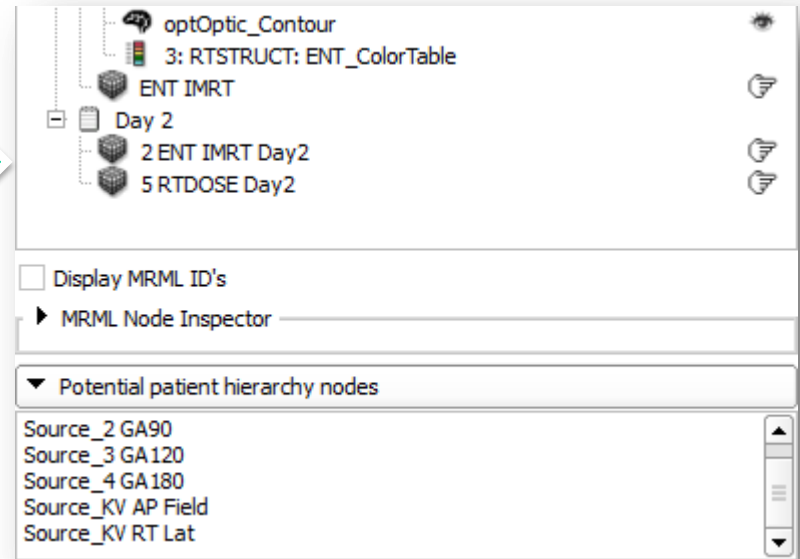 optOptic_Contour
3: RTSTRUCT: ENT_ColorTable
ENT IMRT
Day 2
2 ENT IMRT Day2
5 RTDOSE Day2
Display MRML ID's
MRML Node Inspector
Potential patient hierarchy nodes
Source_2 GA90
Source_3 GA120
Source_4 GA180
Source_KV AP Field
Source_KV RT Lat